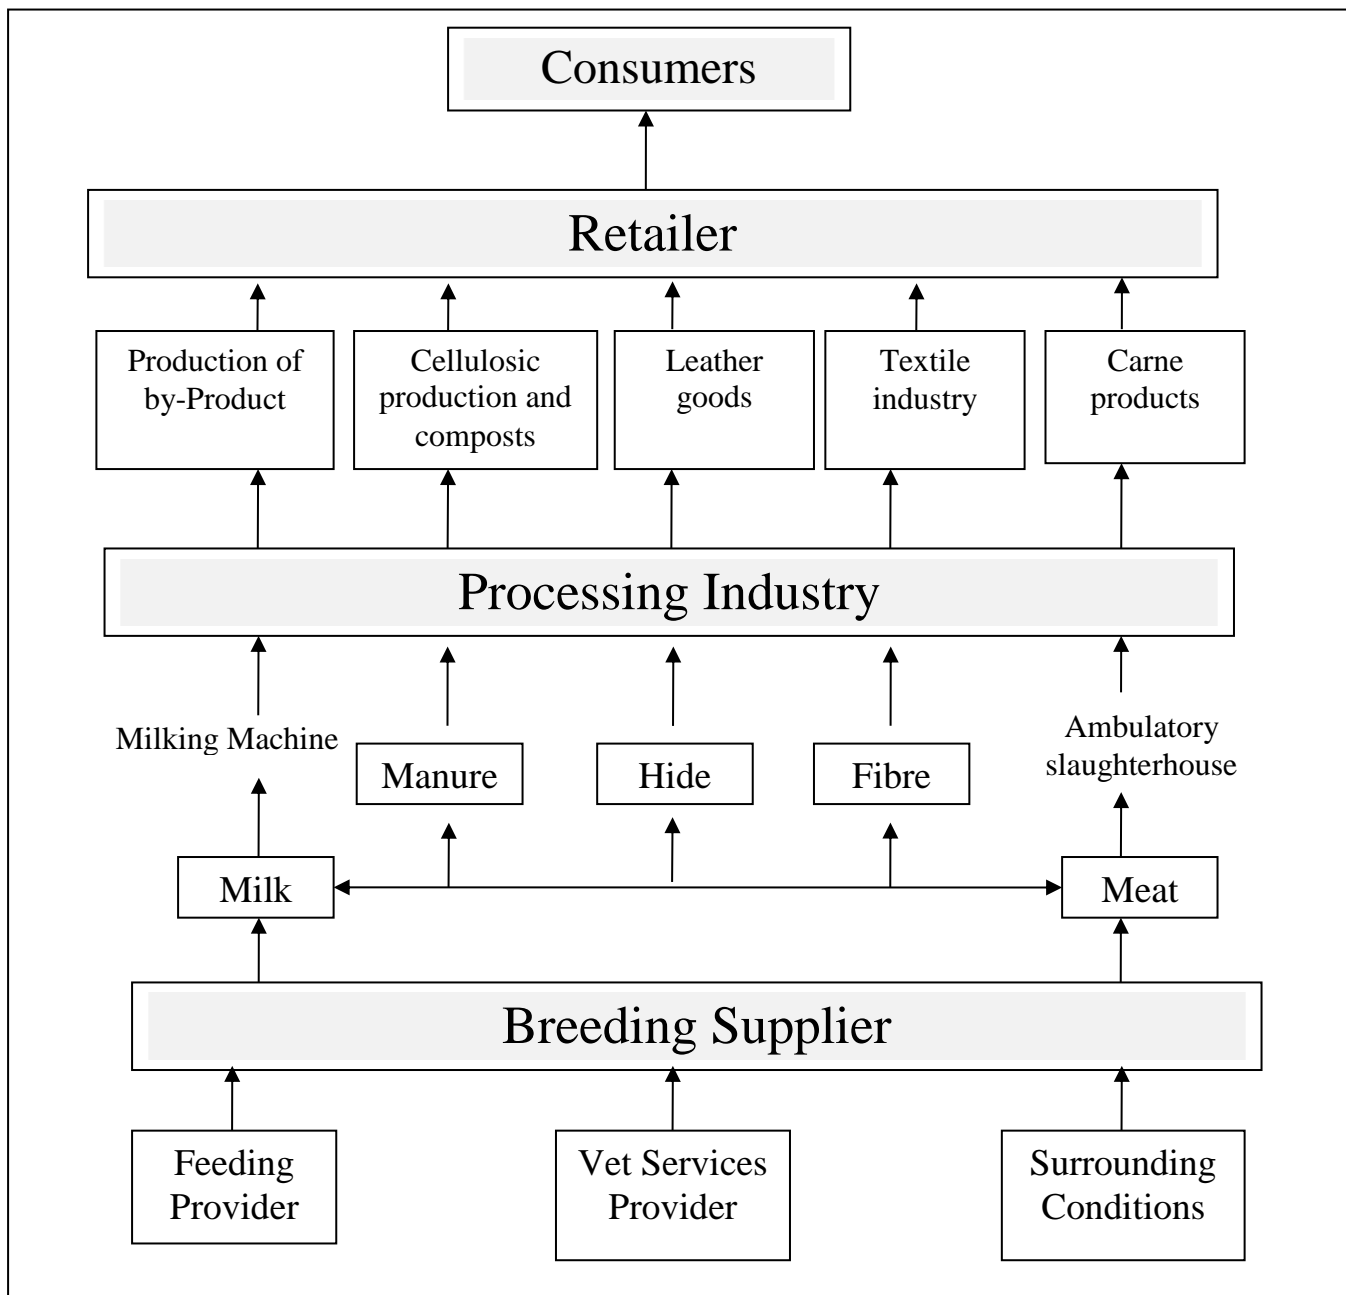 Consumers
Retailer
Production of
by-Product
Cellulosic
production and
composts
Leather
goods
Textile
industry
Carne
products
Processing Industry
Milking Machine
Manure
Hide
Fibre
Ambulatory
slaughterhouse
Milk
Meat
Breeding Supplier
Feeding
Provider
Vet Services
Provider
Surrounding
Conditions